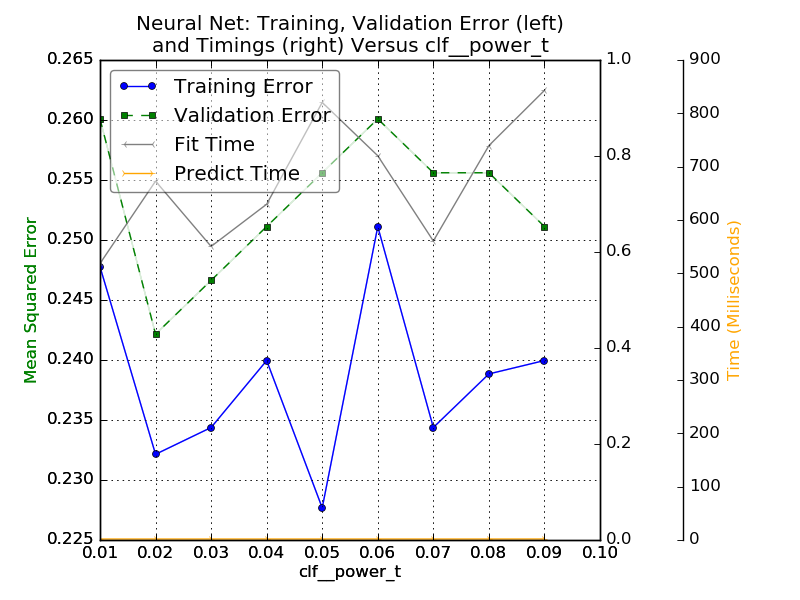 Neural Net: Training, Validation Error (left)
and Timings (right) Versus clf__power_t
Training Error
Validation Error
Fit Time
Predict Time
Mean Squared Error
0.265
0.260
0.255
0.250
0.245
0.240
0.235
0.230
0.225
0.01 0.02 0.03 0.04 0.05 0.06 0.07 0.08 0.09 0.10
clf__power_t
1.0
0.8
0.6
0.4
0.2
0.0
900
800
700
600
500
400
300
200
100
0
Time (Milliseconds)